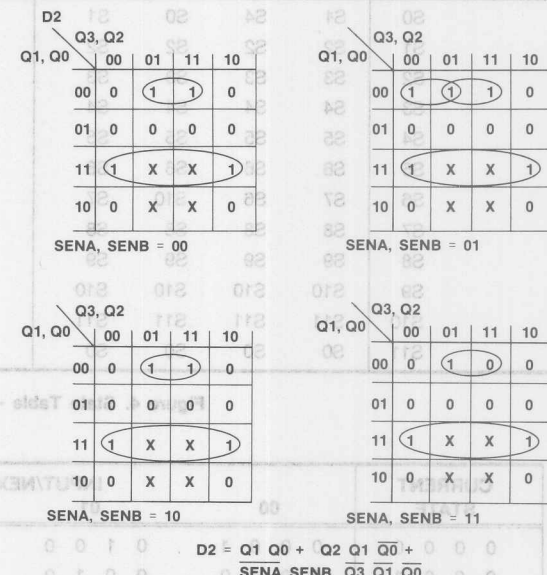 D2
Q3, Q2
Q1, Q0
00 01 11 10
00 0 1 1 0
01 0 0 0 0
11 1 X X 1
10 0 X X 0
SENA, SENB = 00
Q3, Q2
Q1, Q0
00 01 11 10
00 1 1 1 0
01 0 0 0 0
11 1 X X 1
10 0 X X 0
SENA, SENB = 01
Q3, Q2
Q1, Q0
00 01 11 10
00 0 1 1 0
01 0 0 0 0
11 1 X X 1
10 0 X X 0
SENA, SENB = 10
Q3, Q2
Q1, Q0
00 01 11 10
00 0 1 0 0
01 0 0 0 0
11 1 X X 1
10 0 X X 0
SENA, SENB = 11
D2 = Q1 Q0 + Q2 Q1 Q0 +
SENA SENB Q3 Q1 Q0